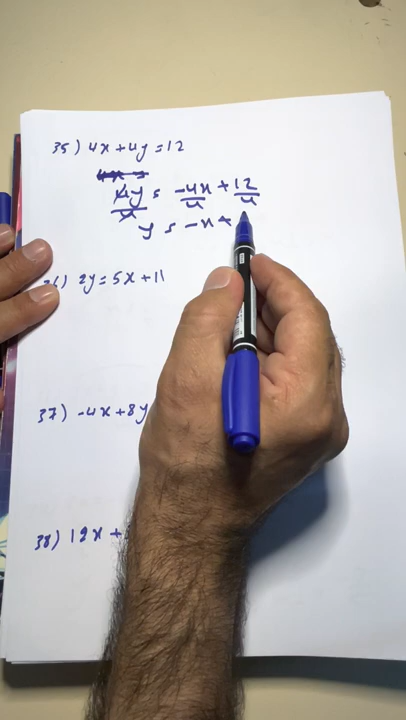 35) 4x + 4y = 12
4y = -4x + 12
4 4 4
y = -x +
36) 2y = 5x + 11
37) -4x + 8y
38) 12x +